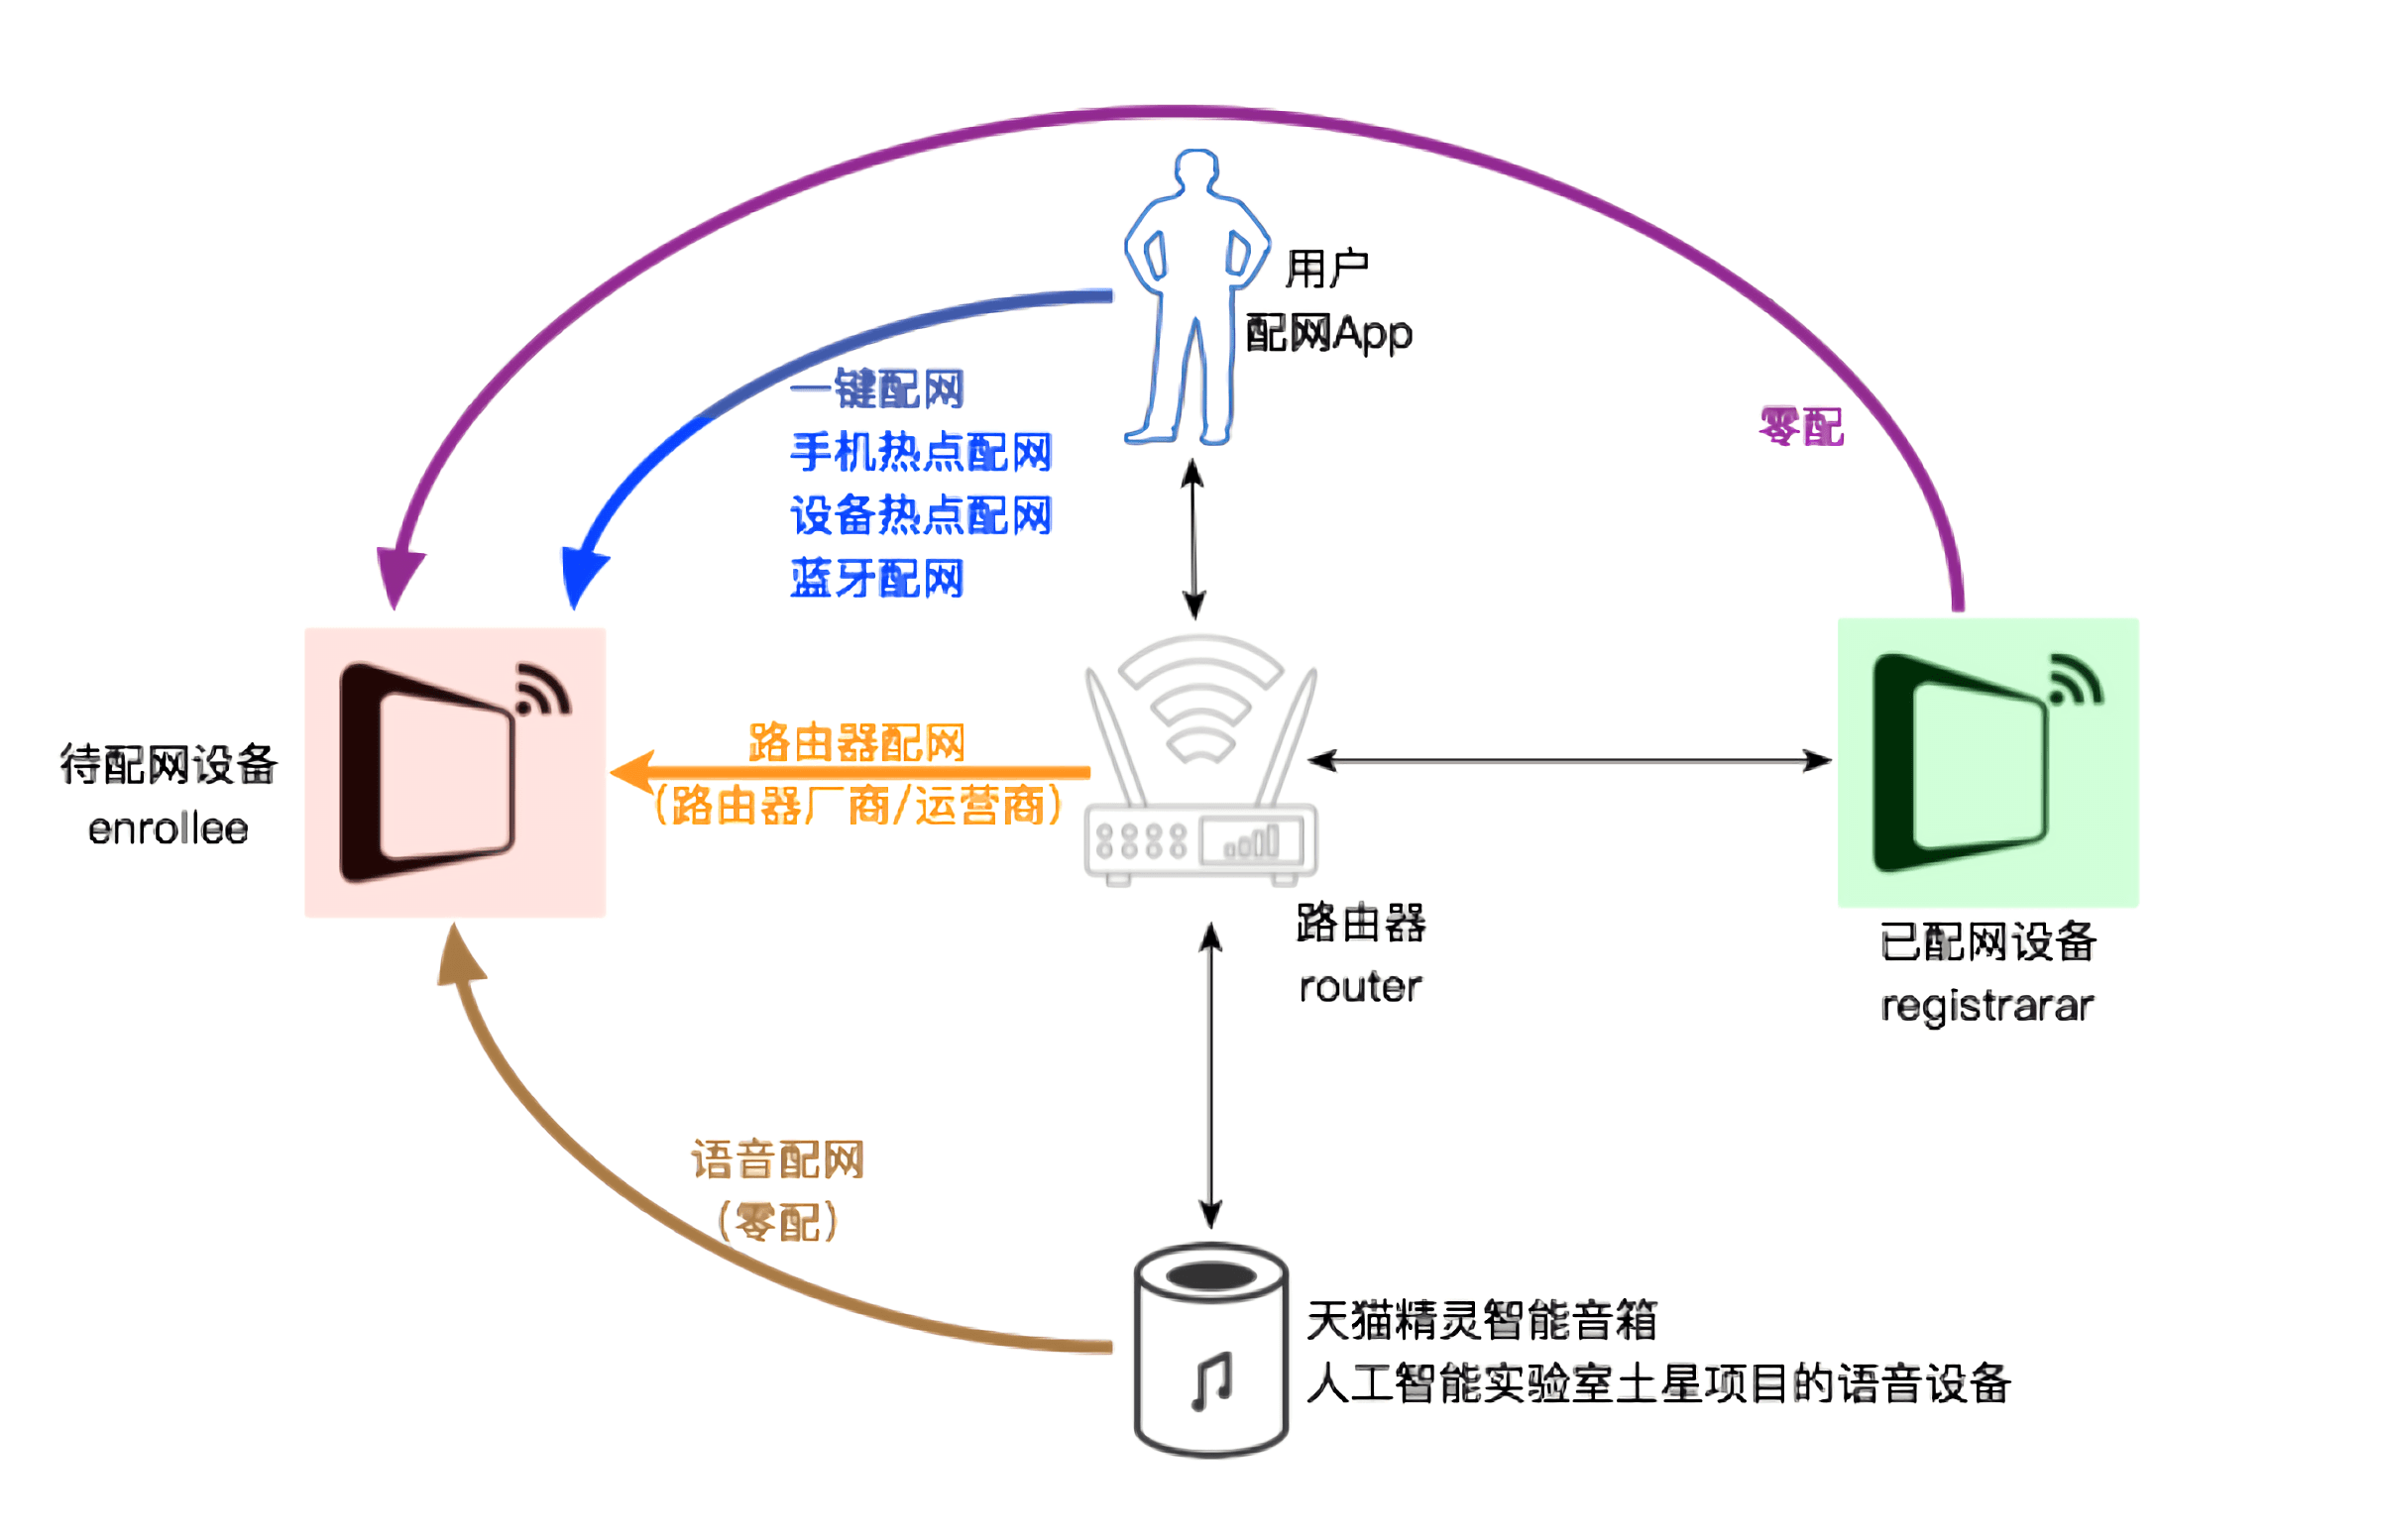 用户
配网App
一键配网
手机热点配网
设备热点配网
蓝牙配网
零配
路由器配网
(路由器厂商/运营商)
待配网设备
enrollee
路由器
router
已配网设备
registrarar
语音配网
(零配)
天猫精灵智能音箱
人工智能实验室土星项目的语音设备